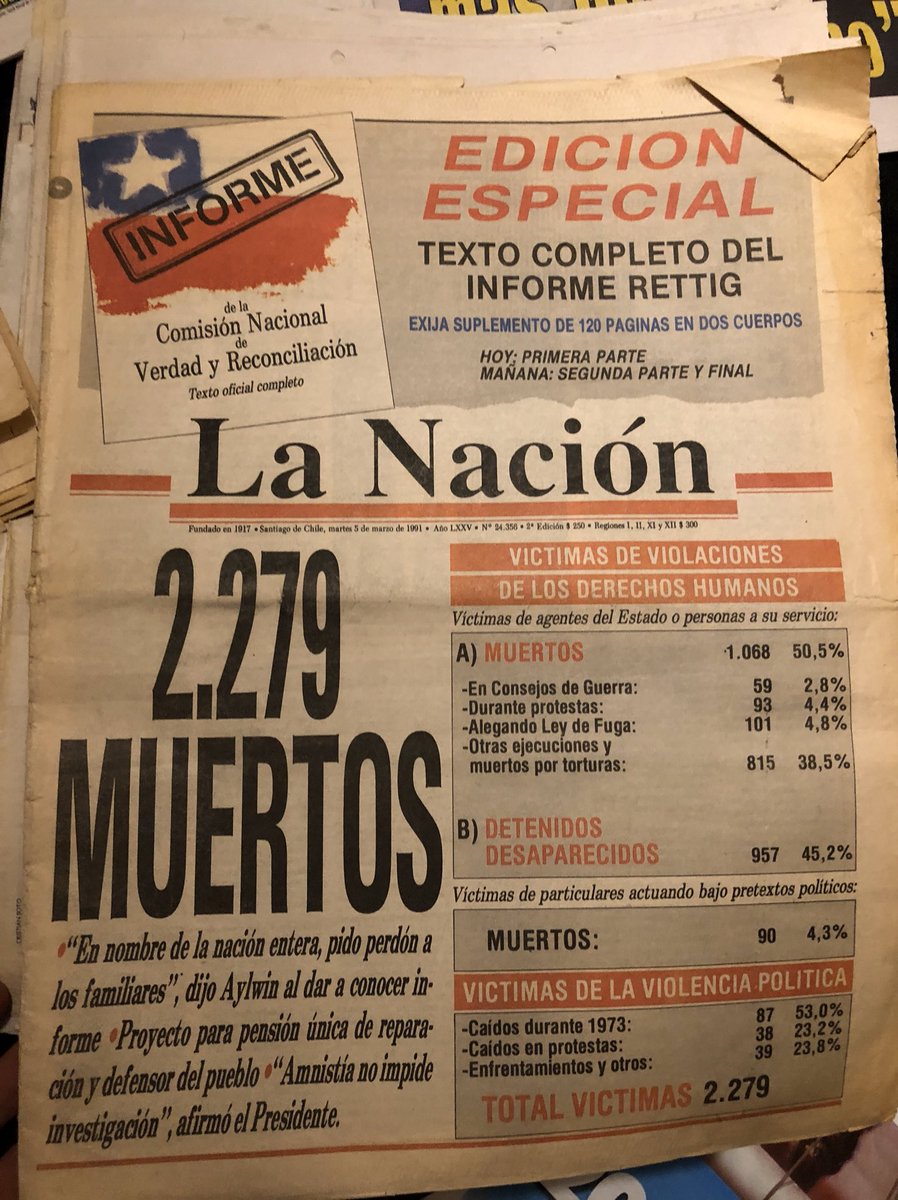 INFORME
de la
Comisión Nacional
de
Verdad y Reconciliación
Texto oficial completo
EDICION
ESPECIAL
TEXTO COMPLETO DEL
INFORME RETTIG
EXIJA SUPLEMENTO DE 120 PAGINAS EN DOS CUERPOS
HOY: PRIMERA PARTE
MAÑANA: SEGUNDA PARTE Y FINAL
La Nación
Fundado en 1917 • Santiago de Chile, martes 5 de marzo de 1991 • Año LXXV • Nº 24.356 • 2ª Edición $ 250 • Regiones I, II, XI y XII $ 300
2.279
MUERTOS
•“En nombre de la nación entera, pido perdón a
los familiares”, dijo Aylwin al dar a conocer in-
forme •Proyecto para pensión única de repara-
ción y defensor del pueblo •“Amnistía no impide
investigación”, afirmó el Presidente.
VICTIMAS DE VIOLACIONES
DE LOS DERECHOS HUMANOS
Víctimas de agentes del Estado o personas a su servicio:
A) MUERTOS 1.068 50,5%
-En Consejos de Guerra: 59 2,8%
-Durante protestas: 93 4,4%
-Alegando Ley de Fuga: 101 4,8%
-Otras ejecuciones y
muertos por torturas: 815 38,5%
B) DETENIDOS
DESAPARECIDOS 957 45,2%
Víctimas de particulares actuando bajo pretextos políticos:
MUERTOS: 90 4,3%
VICTIMAS DE LA VIOLENCIA POLITICA
-Caídos durante 1973: 87 53,0%
-Caídos en protestas: 38 23,2%
-Enfrentamientos y otros: 39 23,8%
TOTAL VICTIMAS 2.279